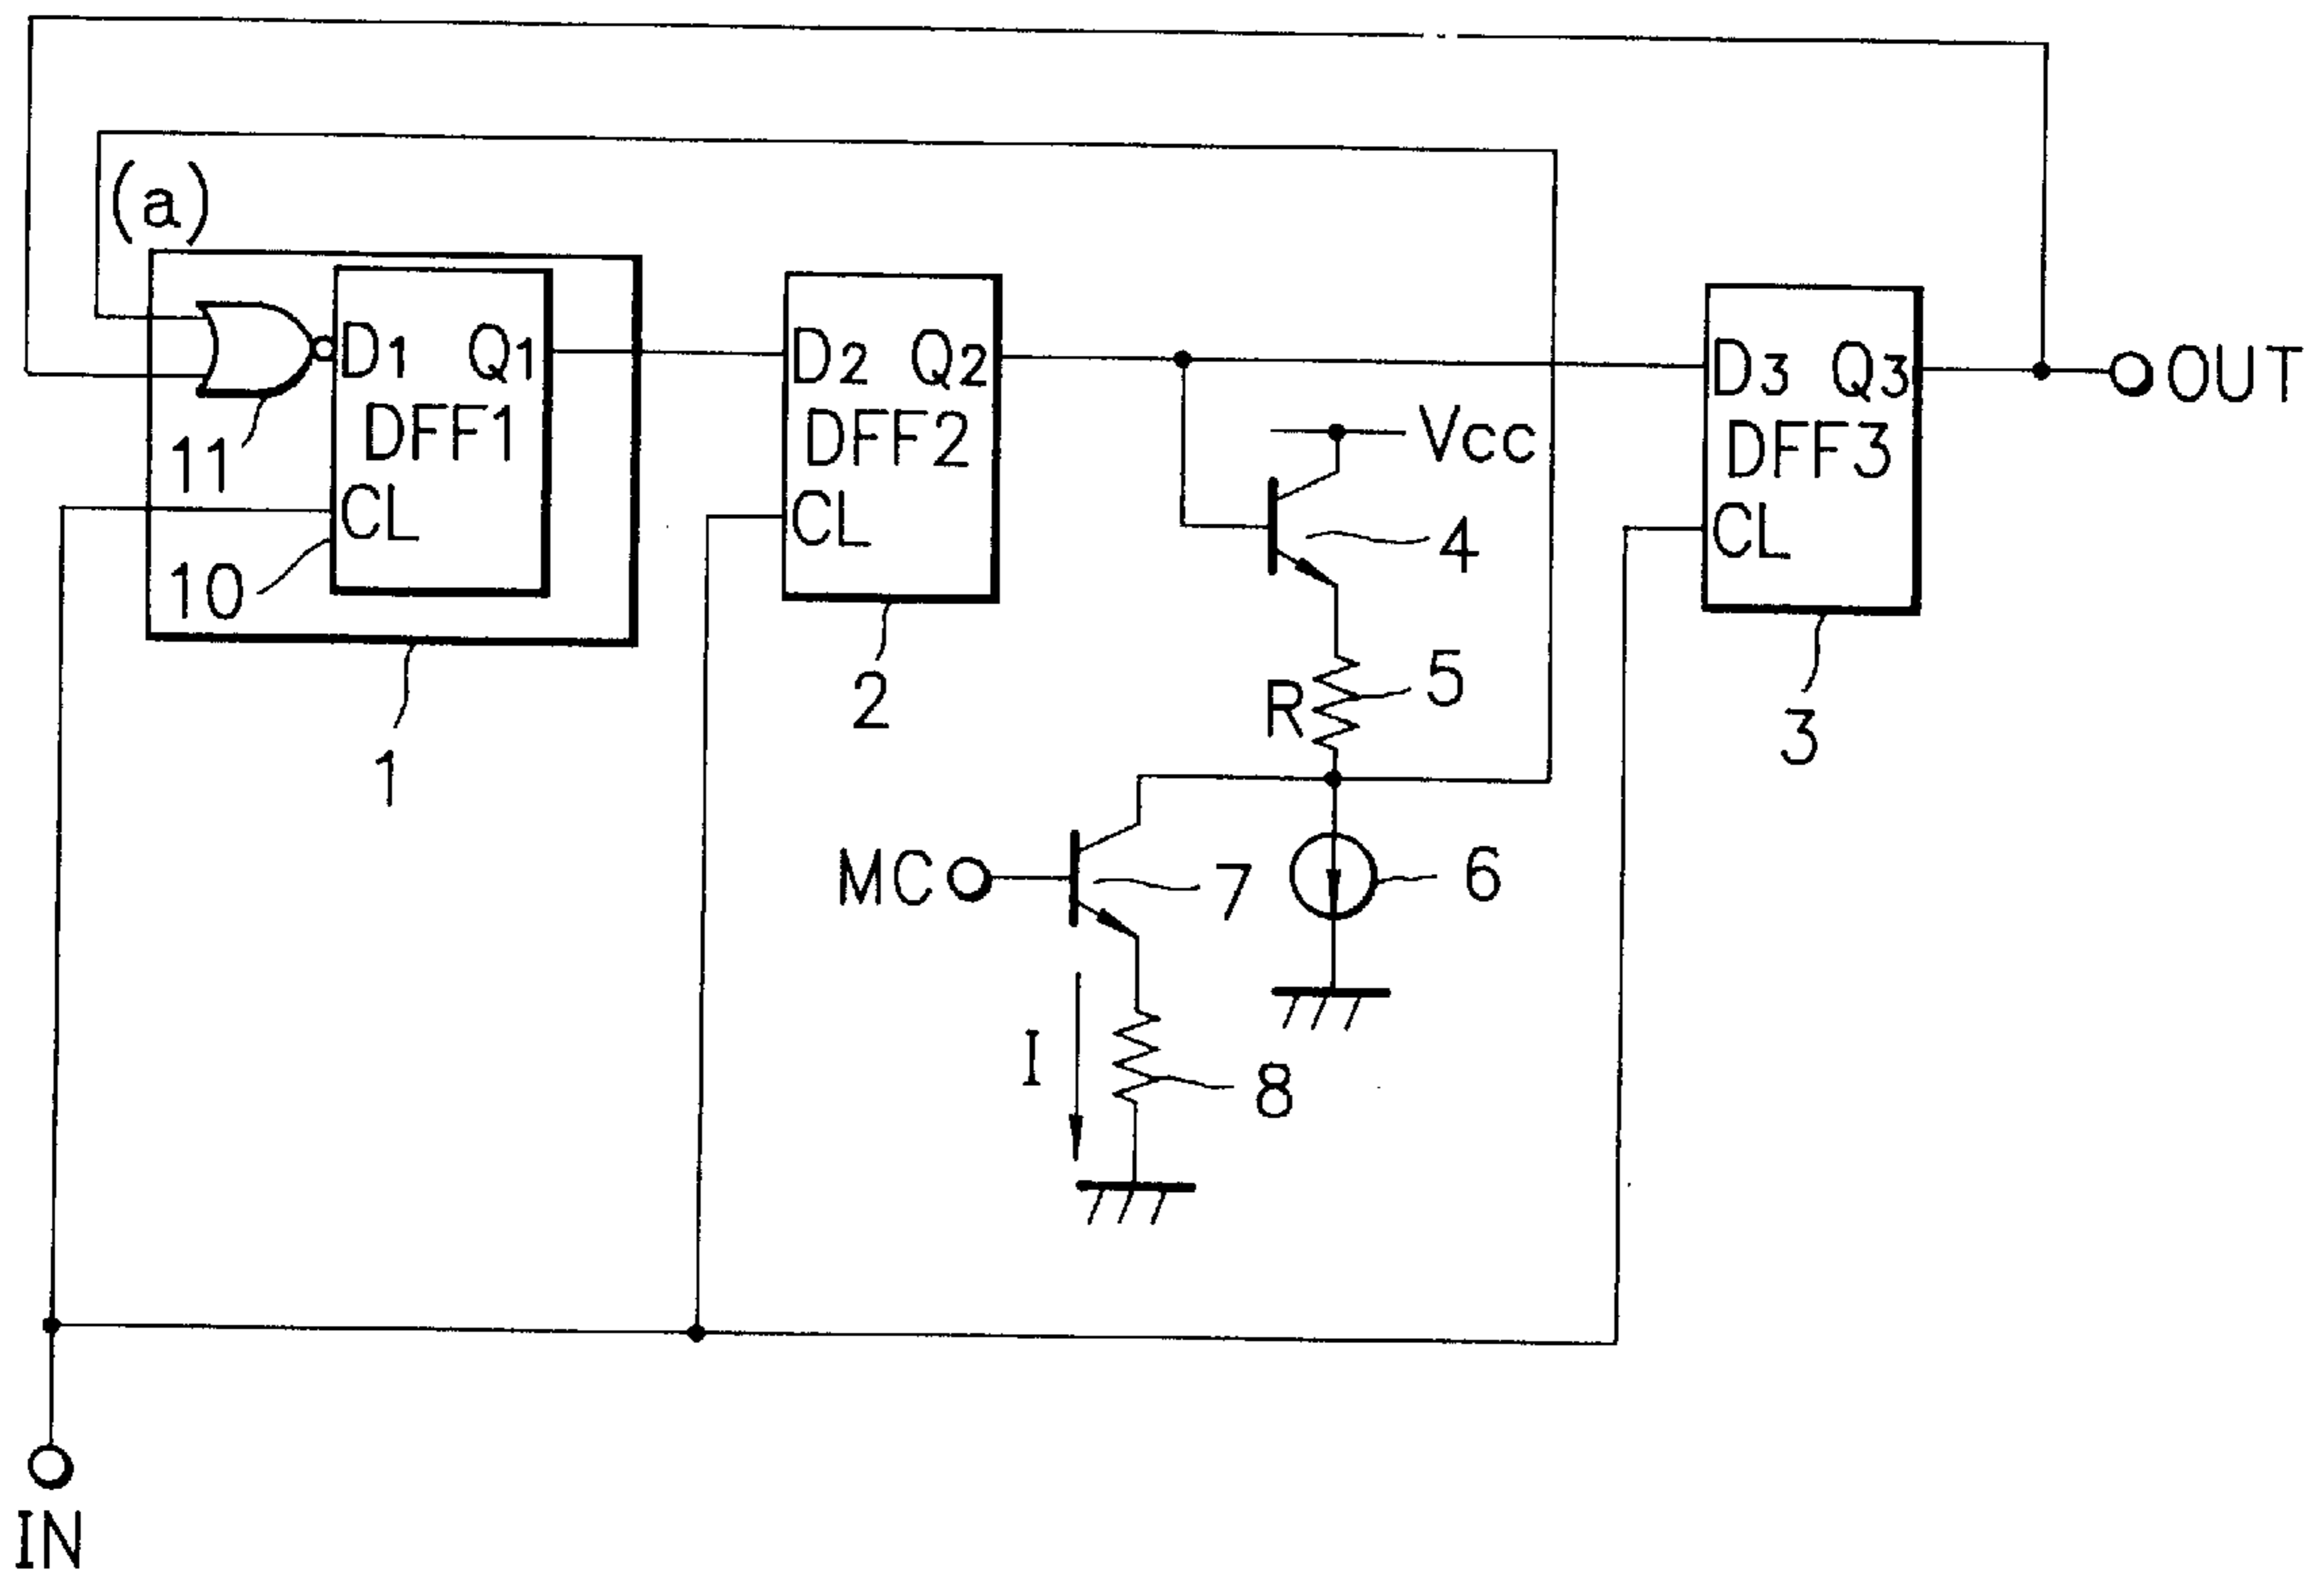 (a)
D1 Q1
DFF1
CL
11
10
1
D2 Q2
DFF2
CL
2
Vcc
4
R
5
D3 Q3
DFF3
CL
3
OUT
MC
7
6
I
8
IN